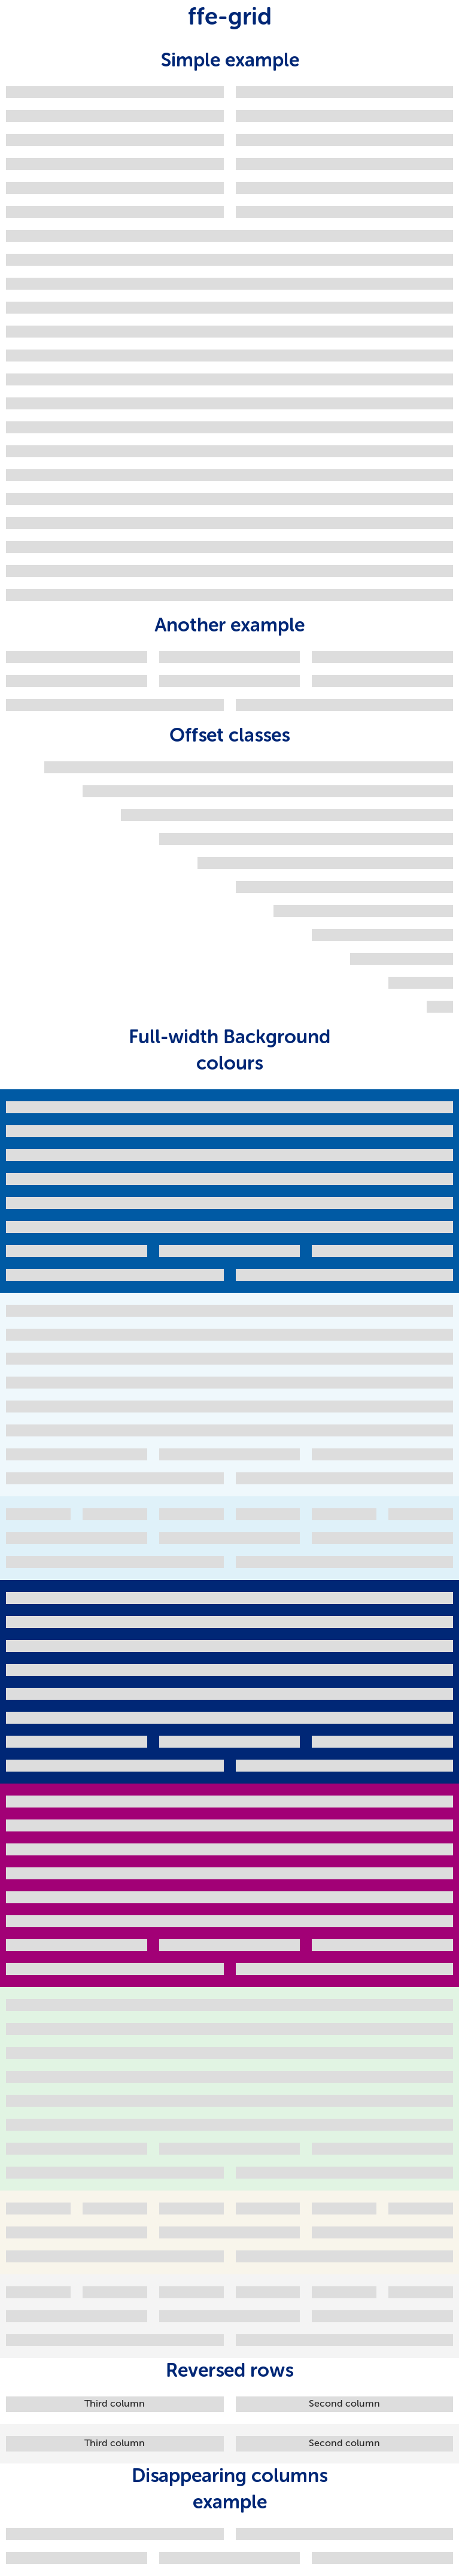 ffe-grid
Simple example
Another example
Offset classes
Full-width Background
colours
Reversed rows
Third column
Second column
Third column
Second column
Disappearing columns
example